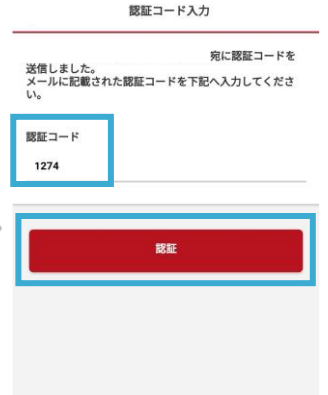 認証コード入力
宛に認証コードを
送信しました。
メールに記載された認証コードを下記へ入力してくださ
い。
認証コード
1274
認証